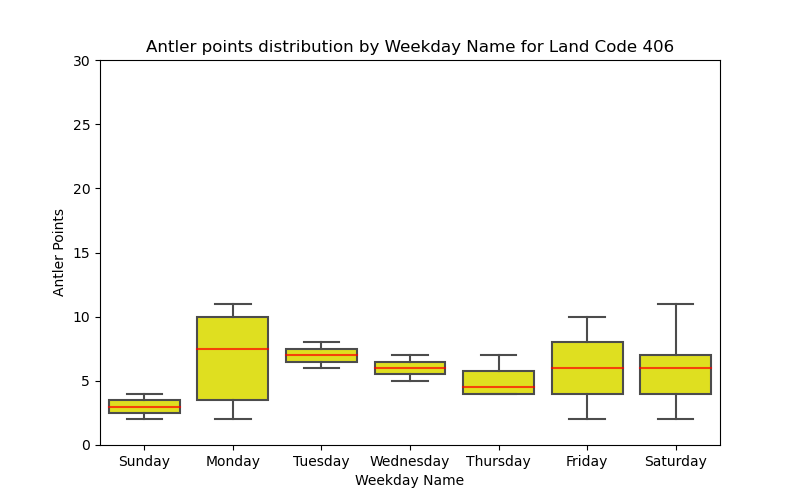 Antler points distribution by Weekday Name for Land Code 406
30
25
20
15
10
5
0
Antler Points
Sunday Monday Tuesday Wednesday Thursday Friday Saturday
Weekday Name